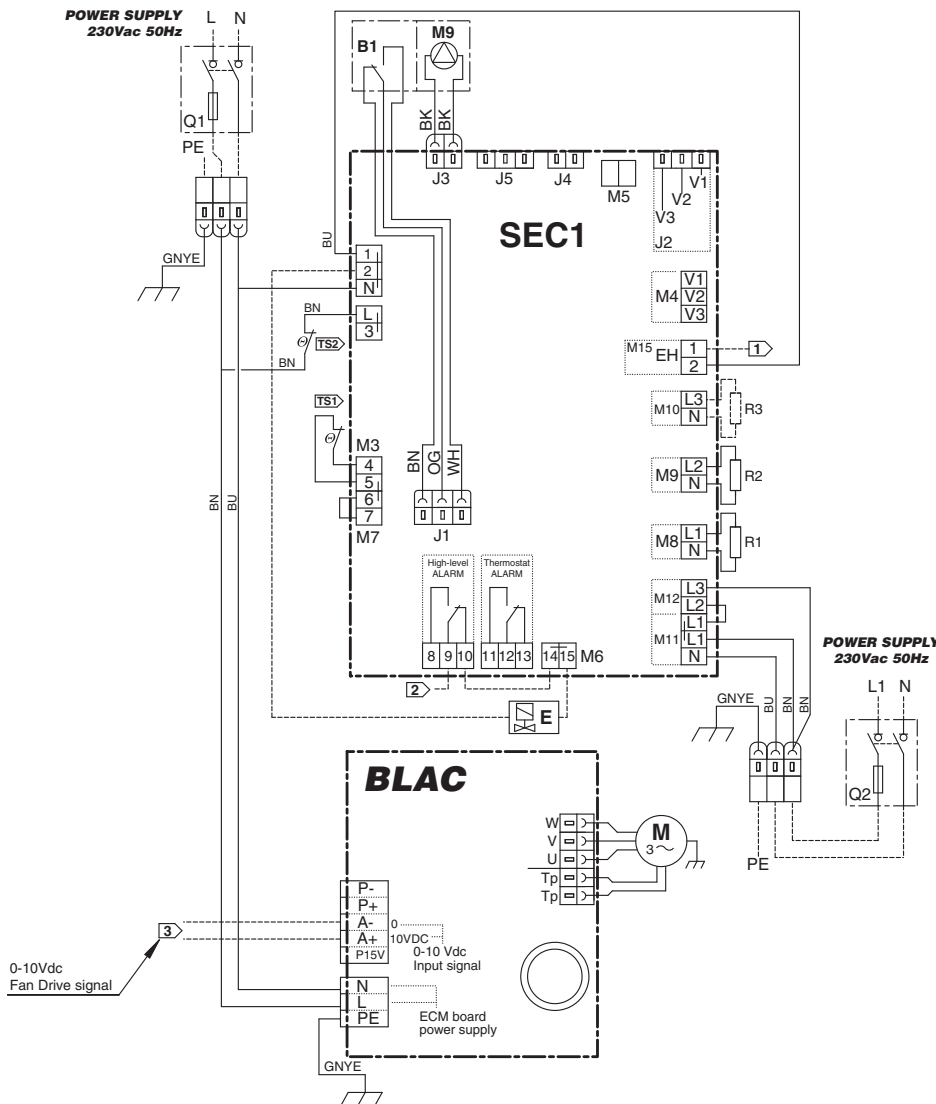 POWER SUPPLY
230Vac 50Hz
L N
Q1
PE
GNYE
B1
M9
BK BK
J3 J5 J4
M5
V1
V2
V3
J2
SEC1
BU
1
2
N
BN
L
3
TS2
BN
TS1
M3
4
5
6
7
M7
BN OG WH
J1
BN BU
M4
V1
V2
V3
M15 EH
1
2
1
M10
L3
N
R3
M9
L2
N
R2
M8
L1
N
R1
M12
L3
L2
M11
L1
L1
N
High-level
ALARM
Thermostat
ALARM
8 9 10 11 12 13 14 15 M6
2
E
POWER SUPPLY
230Vac 50Hz
L1 N
GNYE
BU BN BN
Q2
PE
BLAC
W
V
U
Tp
Tp
M
3
P-
P+
A-
A+
P15V
0
10VDC
0-10 Vdc
Input signal
3
0-10Vdc
Fan Drive signal
N
L
PE
ECM board
power supply
GNYE